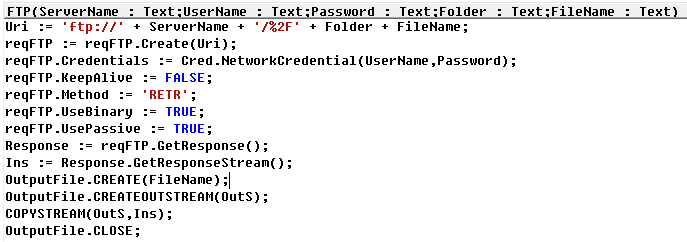 FTP(ServerName : Text;UserName : Text;Password : Text;Folder : Text;FileName : Text)
Uri := 'ftp://' + ServerName + '/%2F' + Folder + FileName;
reqFTP := reqFTP.Create(Uri);
reqFTP.Credentials := Cred.NetworkCredential(UserName,Password);
reqFTP.KeepAlive := FALSE;
reqFTP.Method := 'RETR';
reqFTP.UseBinary := TRUE;
reqFTP.UsePassive := TRUE;
Response := reqFTP.GetResponse();
Ins := Response.GetResponseStream();
OutputFile.CREATE(FileName);
OutputFile.CREATEOUTSTREAM(OutS);
COPYSTREAM(OutS,Ins);
OutputFile.CLOSE;